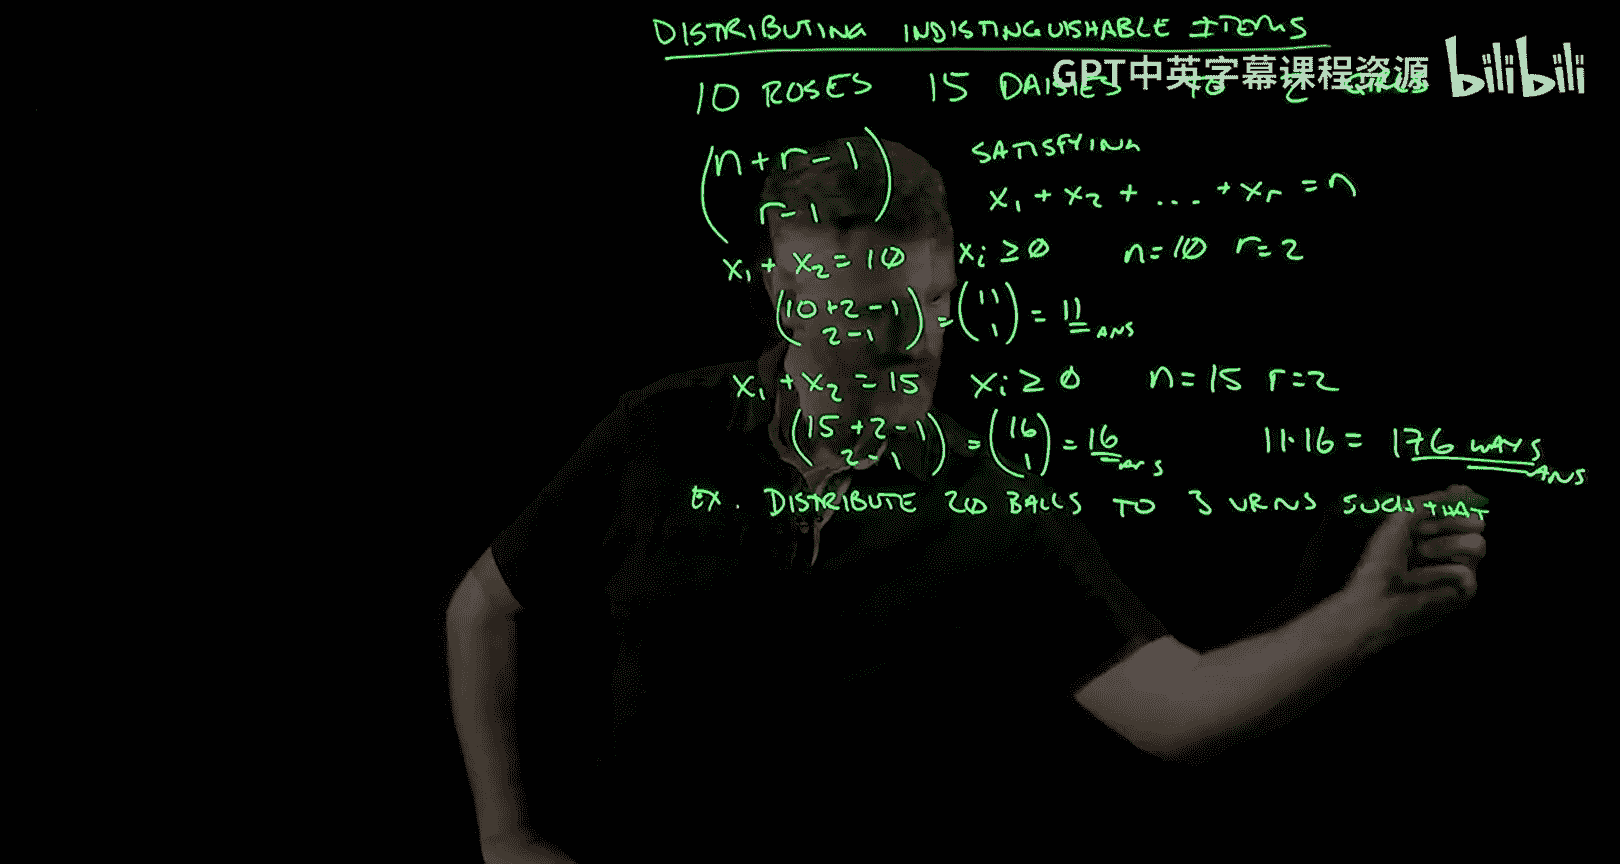 DISTRIBUTING INDISTINGUISHABLE ITEMS
GPT中英字幕课程资源 bilibili
10 ROSES 15 DAISIES TO 2 GIRLS
(n+r-1
r-1)
SATISFYING
x₁ + x₂ + ... + xᵣ = n
x₁ + x₂ = 10 xᵢ ≥ 0 n=10 r=2
(10+2-1
2-1) = (11
1) = 11 ANS
x₁ + x₂ = 15 xᵢ ≥ 0 n=15 r=2
(15+2-1
2-1) = (16
1) = 16 ANS 11·16 = 176 WAYS ANS
EX. DISTRIBUTE 20 BALLS TO 3 URNS SUCH THAT